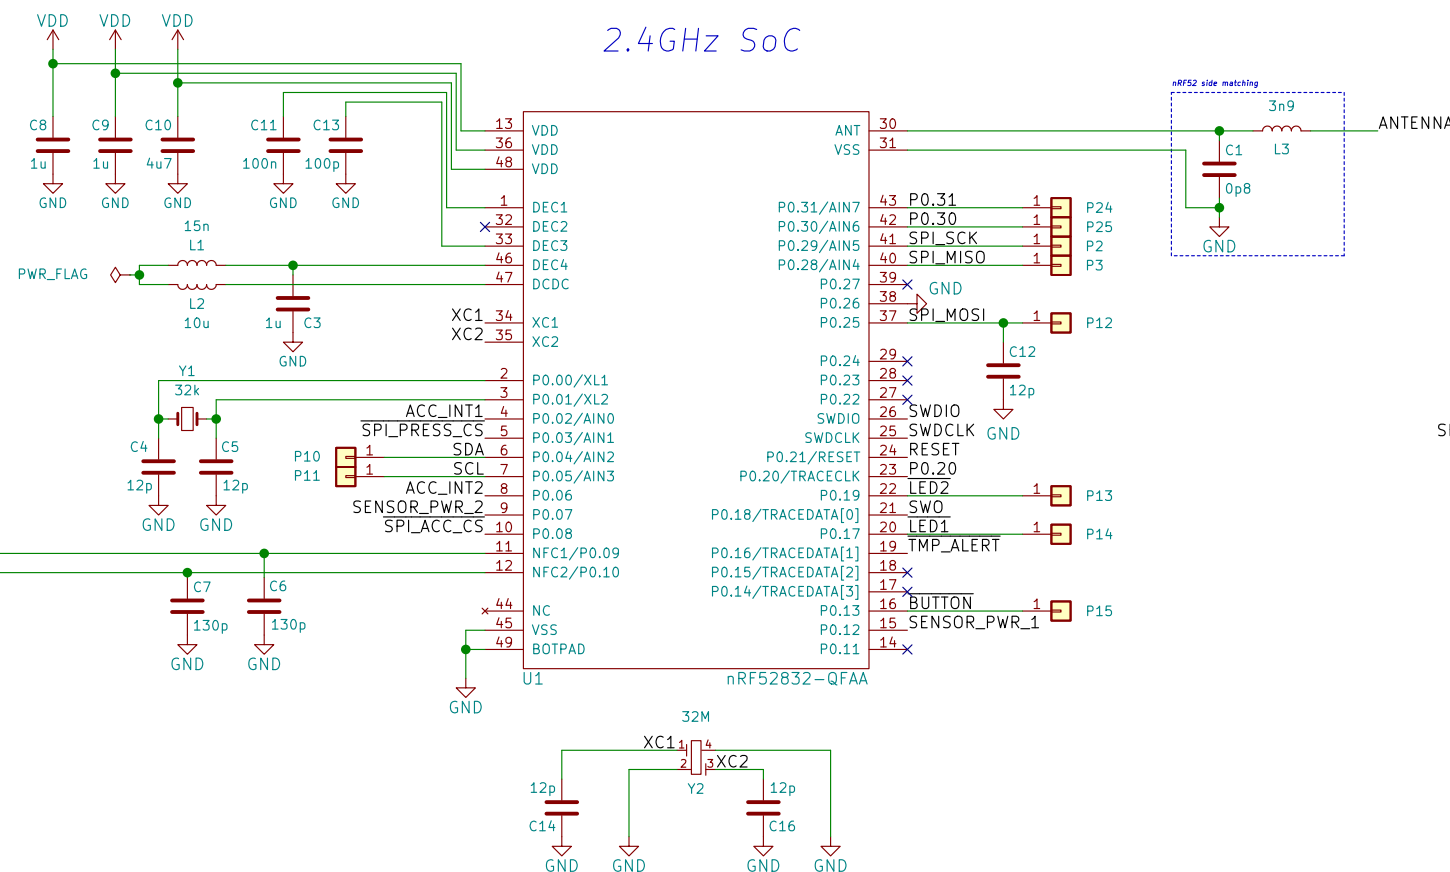 2.4GHz SoC
VDD VDD VDD
nRF52 side matching
C8 1u GND
C9 1u GND
C10 4u7 GND
C11 100n GND
C13 100p GND
15n
L1
PWR_FLAG
L2
10u
1u C3
GND
XC1
XC2
Y1
32k
C4 12p GND
C5 12p GND
ACC_INT1
SPI_PRESS_CS
P10 1 SDA
P11 1 SCL
ACC_INT2
SENSOR_PWR_2
SPI_ACC_CS
C7 130p GND
C6 130p GND
GND
13 VDD
36 VDD
48 VDD
1 DEC1
32 DEC2
33 DEC3
46 DEC4
47 DCDC
34 XC1
35 XC2
2 P0.00/XL1
3 P0.01/XL2
4 P0.02/AIN0
5 P0.03/AIN1
6 P0.04/AIN2
7 P0.05/AIN3
8 P0.06
9 P0.07
10 P0.08
11 NFC1/P0.09
12 NFC2/P0.10
44 NC
45 VSS
49 BOTPAD
U1 nRF52832-QFAA
ANT 30
VSS 31
P0.31/AIN7 43 P0.31 1 P24
P0.30/AIN6 42 P0.30 1 P25
P0.29/AIN5 41 SPI_SCK 1 P2
P0.28/AIN4 40 SPI_MISO 1 P3
P0.27 39
P0.26 38 GND
P0.25 37 SPI_MOSI 1 P12
P0.24 29
P0.23 28
P0.22 27
SWDIO 26 SWDIO
SWDCLK 25 SWDCLK
P0.21/RESET 24 RESET
P0.20/TRACECLK 23 P0.20
P0.19 22 LED2 1 P13
P0.18/TRACEDATA[0] 21 SWO
P0.17 20 LED1 1 P14
P0.16/TRACEDATA[1] 19 TMP_ALERT
P0.15/TRACEDATA[2] 18
P0.14/TRACEDATA[3] 17
P0.13 16 BUTTON 1 P15
P0.12 15 SENSOR_PWR_1
P0.11 14
C12
12p
GND
3n9
L3
ANTENNA
C1
0p8
GND
32M
XC1 1 4
2 3 XC2
Y2
12p C14 GND
GND
12p C16 GND
GND